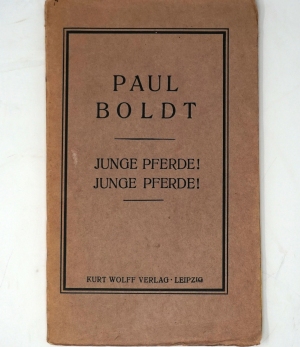 PAUL
BOLDT
JUNGE PFERDE!
JUNGE PFERDE!
KURT WOLFF VERLAG · LEIPZIG